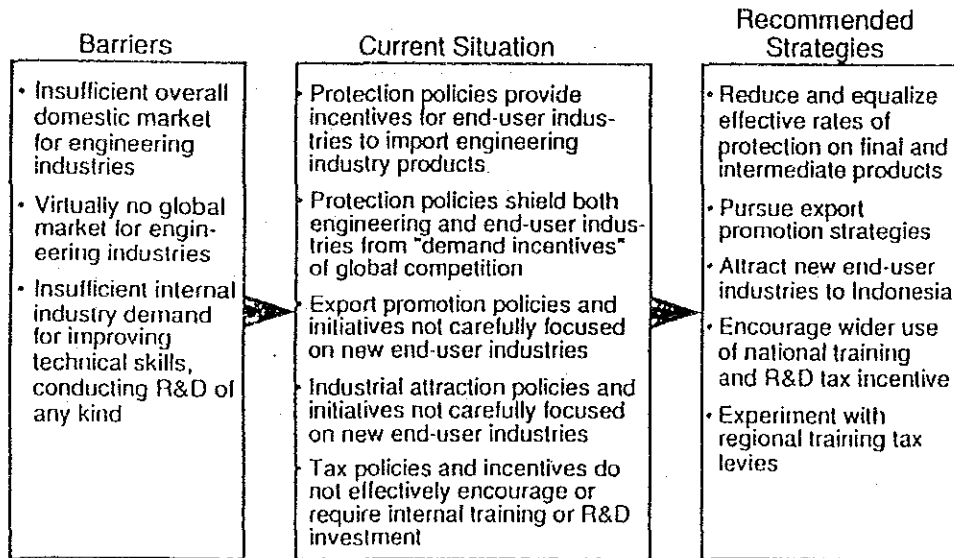 Barriers
• Insufficient overall
domestic market
for engineering
industries
• Virtually no global
market for engin-
eering industries
• Insufficient internal
industry demand
for improving
technical skills,
conducting R&D of
any kind
Current Situation
• Protection policies provide
incentives for end-user indus-
tries to import engineering
industry products
• Protection policies shield both
engineering and end-user indus-
tries from "demand incentives"
of global competition
• Export promotion policies and
initiatives not carefully focused
on new end-user industries
• Industrial attraction policies and
initiatives not carefully focused
on new end-user industries
• Tax policies and incentives do
not effectively encourage or
require internal training or R&D
investment
Recommended
Strategies
• Reduce and equalize
effective rates of
protection on final and
intermediate products
• Pursue export
promotion strategies
• Attract new end-user
industries to Indonesia
• Encourage wider use
of national training
and R&D tax incentive
• Experiment with
regional training tax
levies